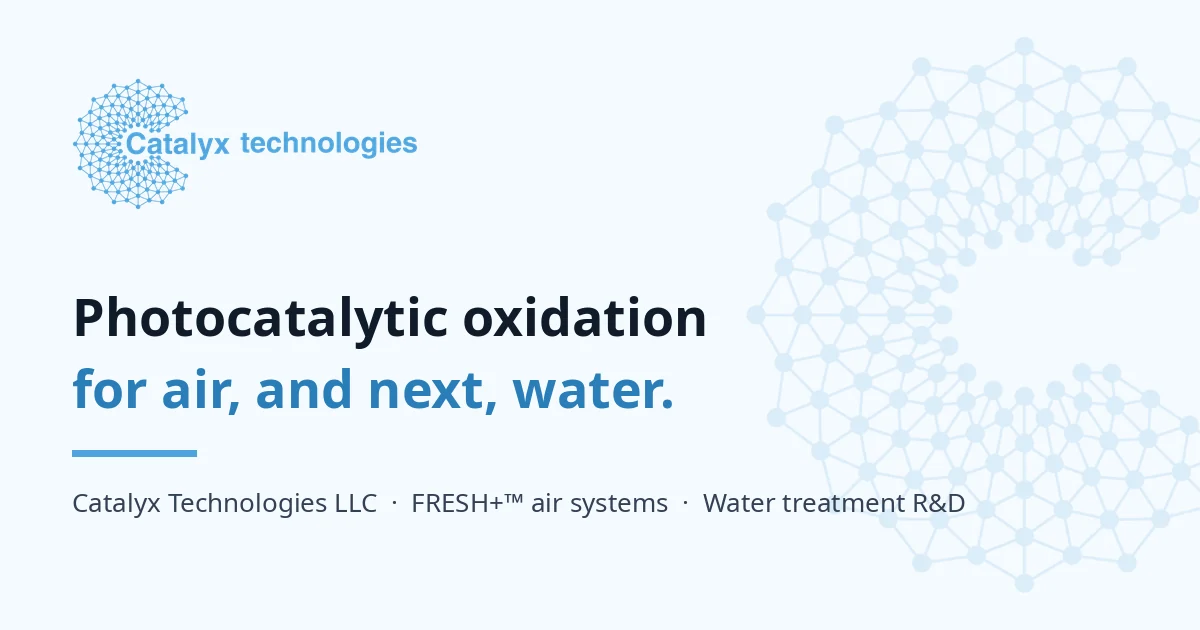 Catalyx technologies
Photocatalytic oxidation
for air, and next, water.
Catalyx Technologies LLC · FRESH+™ air systems · Water treatment R&D